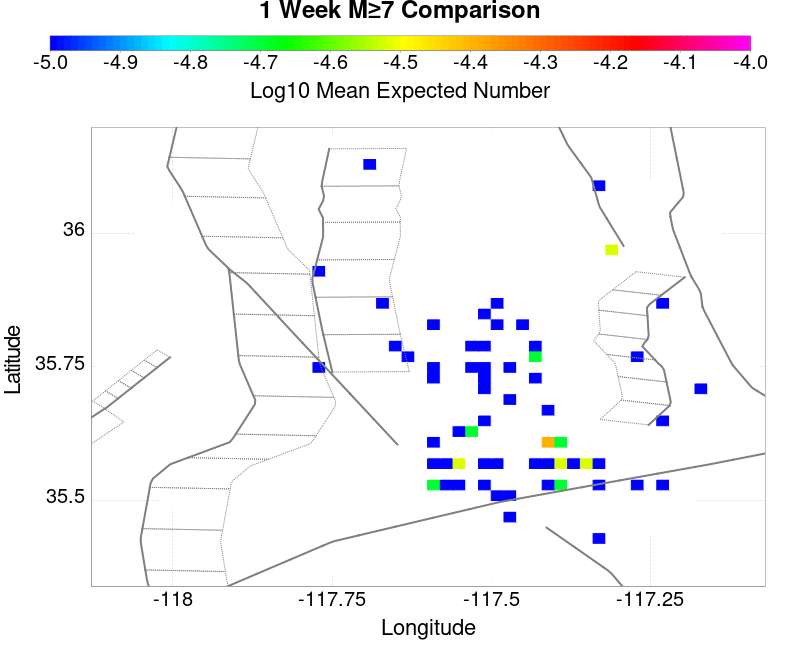 1 Week M≥7 Comparison
-5.0 -4.9 -4.8 -4.7 -4.6 -4.5 -4.4 -4.3 -4.2 -4.1 -4.0
Log10 Mean Expected Number
36
35.75
35.5
Latitude
-118 -117.75 -117.5 -117.25
Longitude